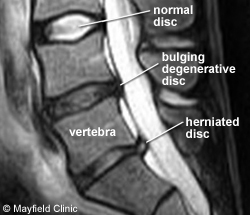 normal
disc
bulging
degenerative
disc
vertebra
herniated
disc
© Mayfield Clinic